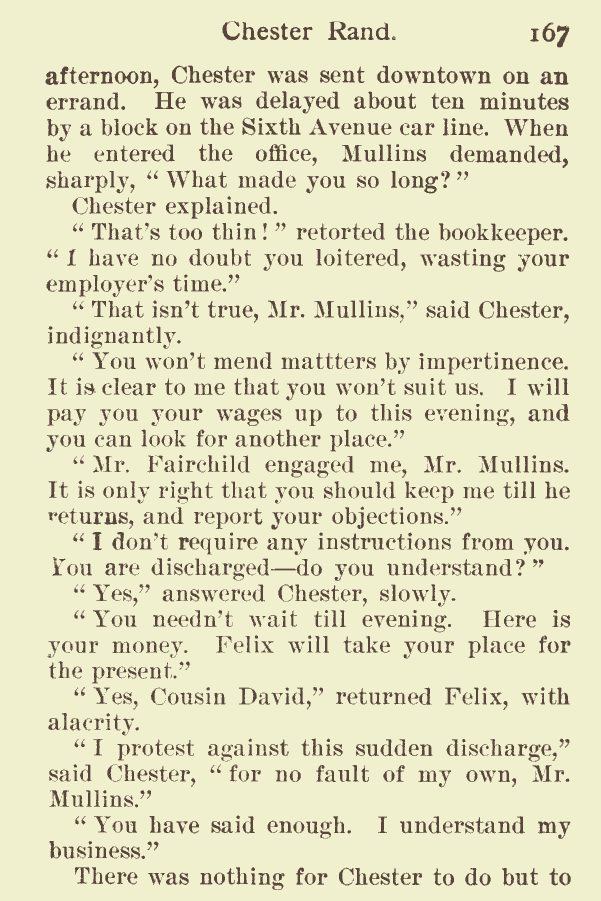 Chester Rand. 167
afternoon, Chester was sent downtown on an
errand. He was delayed about ten minutes
by a block on the Sixth Avenue car line. When
he entered the office, Mullins demanded,
sharply, “ What made you so long? ”
Chester explained.
“ That’s too thin! ” retorted the bookkeeper.
“ I have no doubt you loitered, wasting your
employer’s time.”
“ That isn’t true, Mr. Mullins,” said Chester,
indignantly.
“ You won’t mend mattters by impertinence.
It is clear to me that you won’t suit us. I will
pay you your wages up to this evening, and
you can look for another place.”
“ Mr. Fairchild engaged me, Mr. Mullins.
It is only right that you should keep me till he
returns, and report your objections.”
“ I don’t require any instructions from you.
You are discharged—do you understand? ”
“ Yes,” answered Chester, slowly.
“ You needn’t wait till evening. Here is
your money. Felix will take your place for
the present.”
“ Yes, Cousin David,” returned Felix, with
alacrity.
“ I protest against this sudden discharge,”
said Chester, “ for no fault of my own, Mr.
Mullins.”
“ You have said enough. I understand my
business.”
There was nothing for Chester to do but to